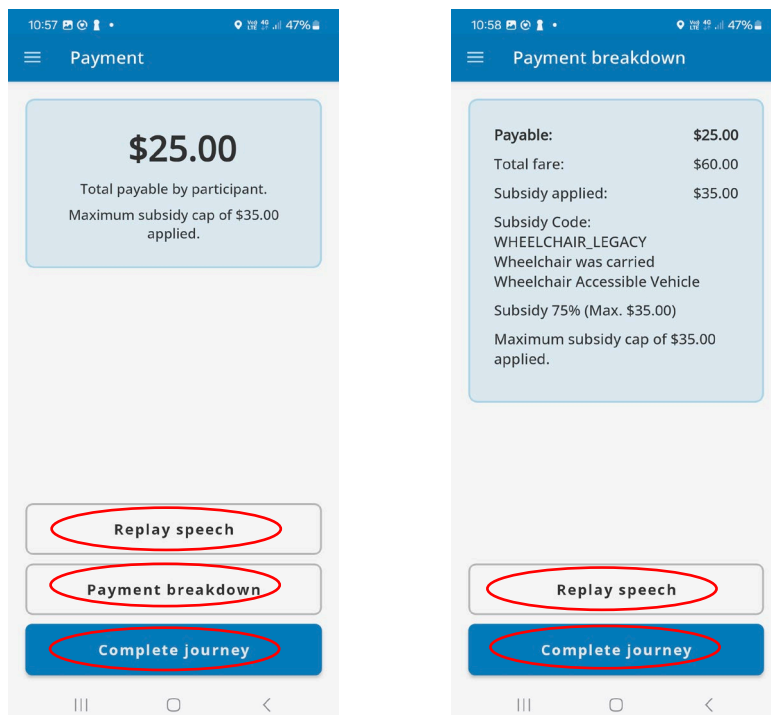 10:57
47%
Payment
$25.00
Total payable by participant.
Maximum subsidy cap of $35.00
applied.
Replay speech
Payment breakdown
Complete journey
10:58
47%
Payment breakdown
Payable: $25.00
Total fare: $60.00
Subsidy applied: $35.00
Subsidy Code:
WHEELCHAIR_LEGACY
Wheelchair was carried
Wheelchair Accessible Vehicle
Subsidy 75% (Max. $35.00)
Maximum subsidy cap of $35.00
applied.
Replay speech
Complete journey